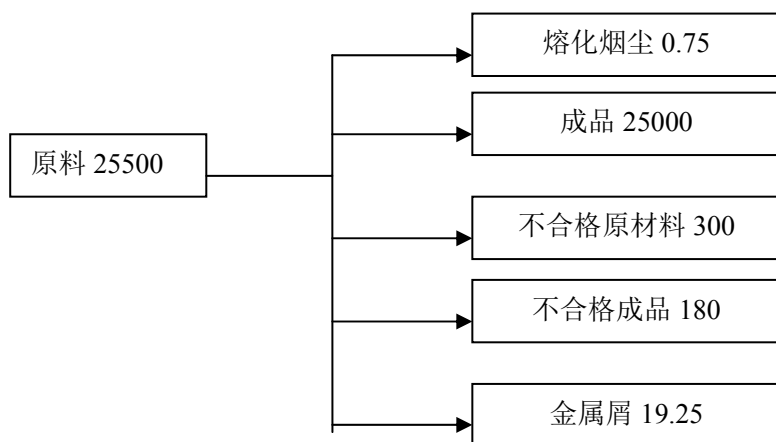 熔化烟尘 0.75
成品 25000
原料 25500
不合格原材料 300
不合格成品 180
金属屑 19.25